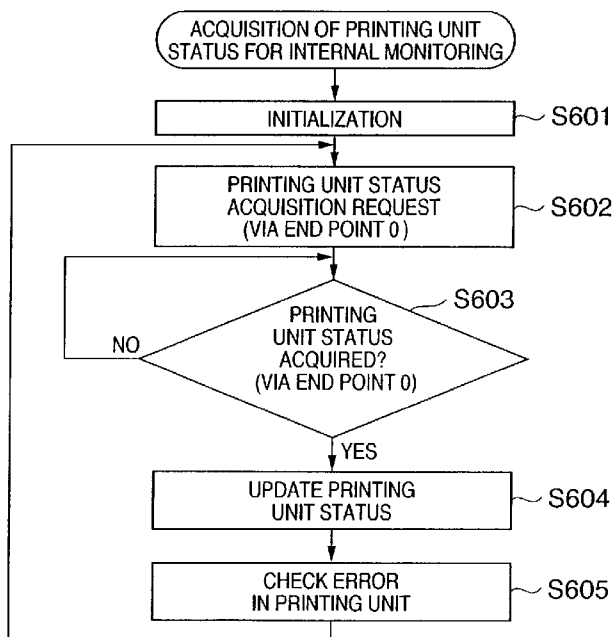 ACQUISITION OF PRINTING UNIT
STATUS FOR INTERNAL MONITORING
INITIALIZATION
S601
PRINTING UNIT STATUS
ACQUISITION REQUEST
(VIA END POINT 0 )
S602
S603
PRINTING
UNIT STATUS
ACQUIRED?
(VIA END POINT 0)
NO
YES
UPDATE PRINTING
UNIT STATUS
S604
CHECK ERROR
IN PRINTING UNIT
S605